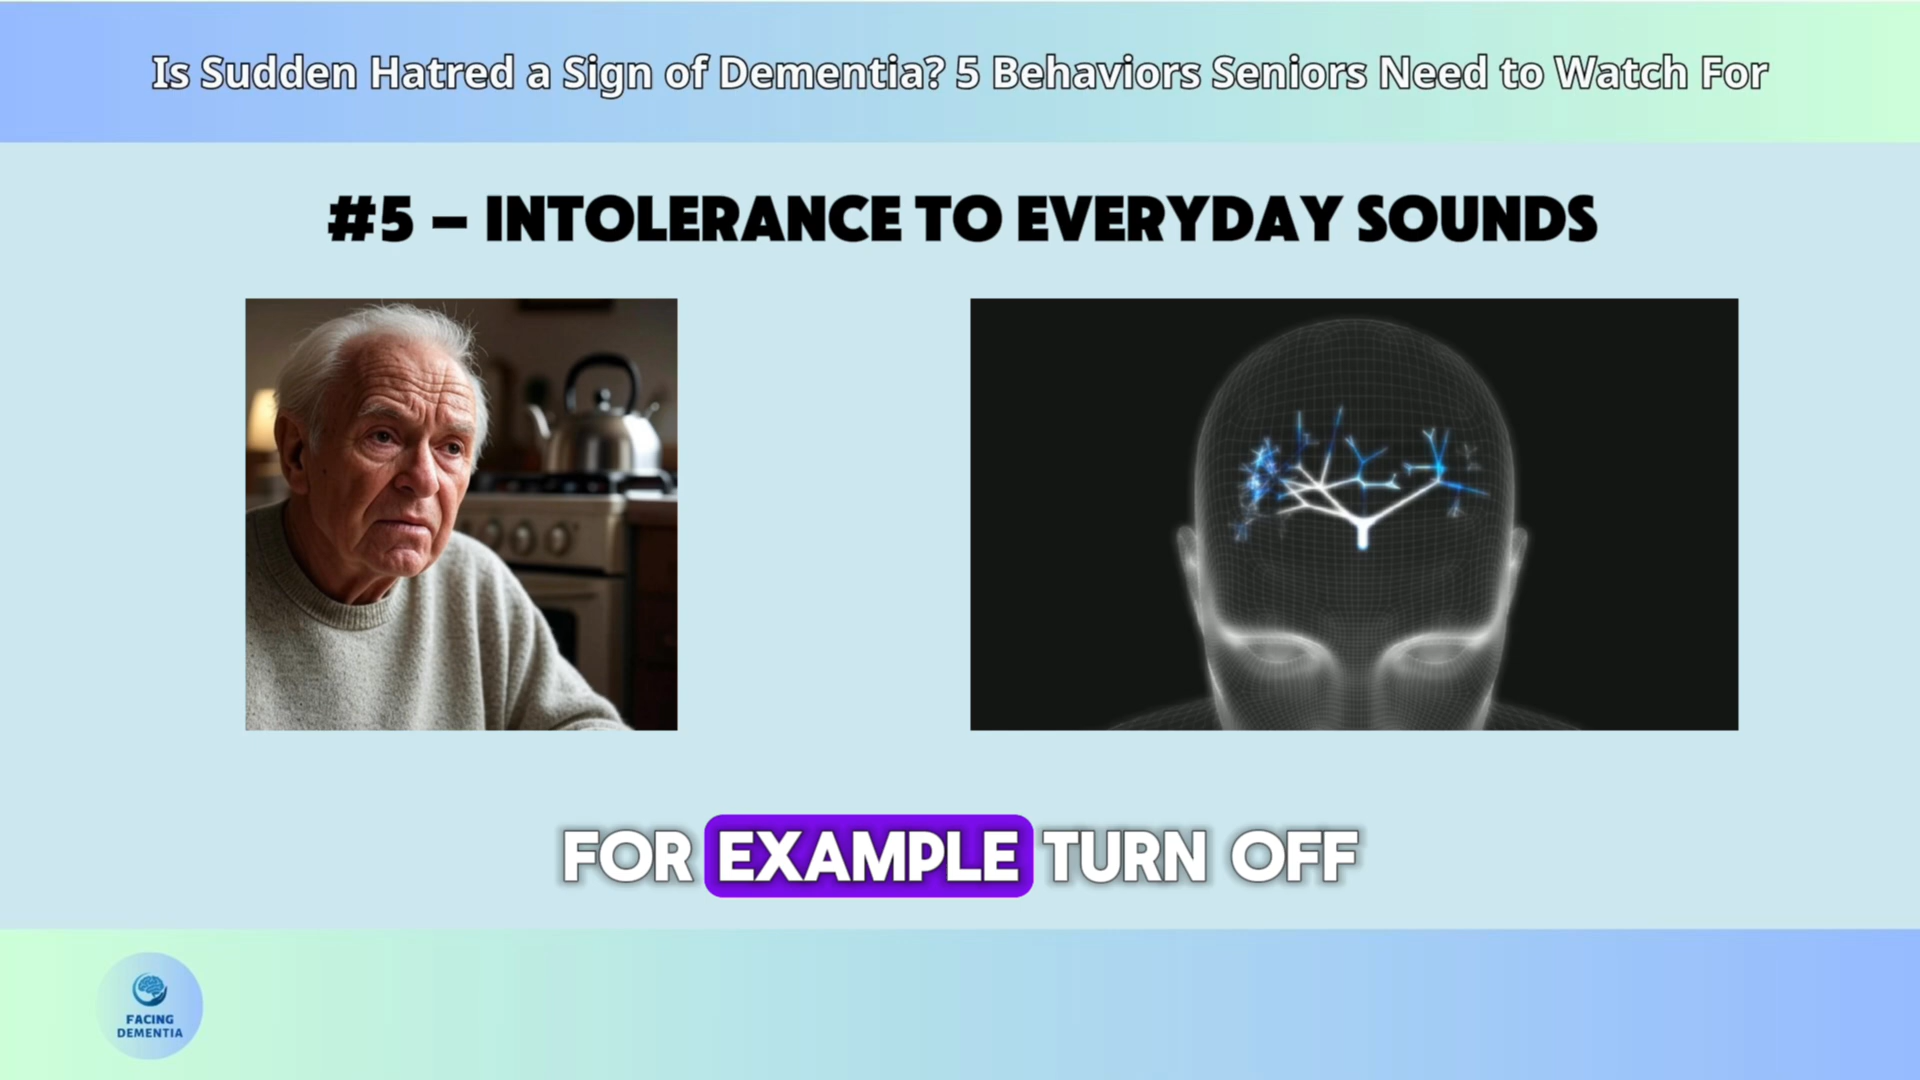 Is Sudden Hatred a Sign of Dementia? 5 Behaviors Seniors Need to Watch For
#5 – INTOLERANCE TO EVERYDAY SOUNDS
FOR EXAMPLE TURN OFF
FACING
DEMENTIA